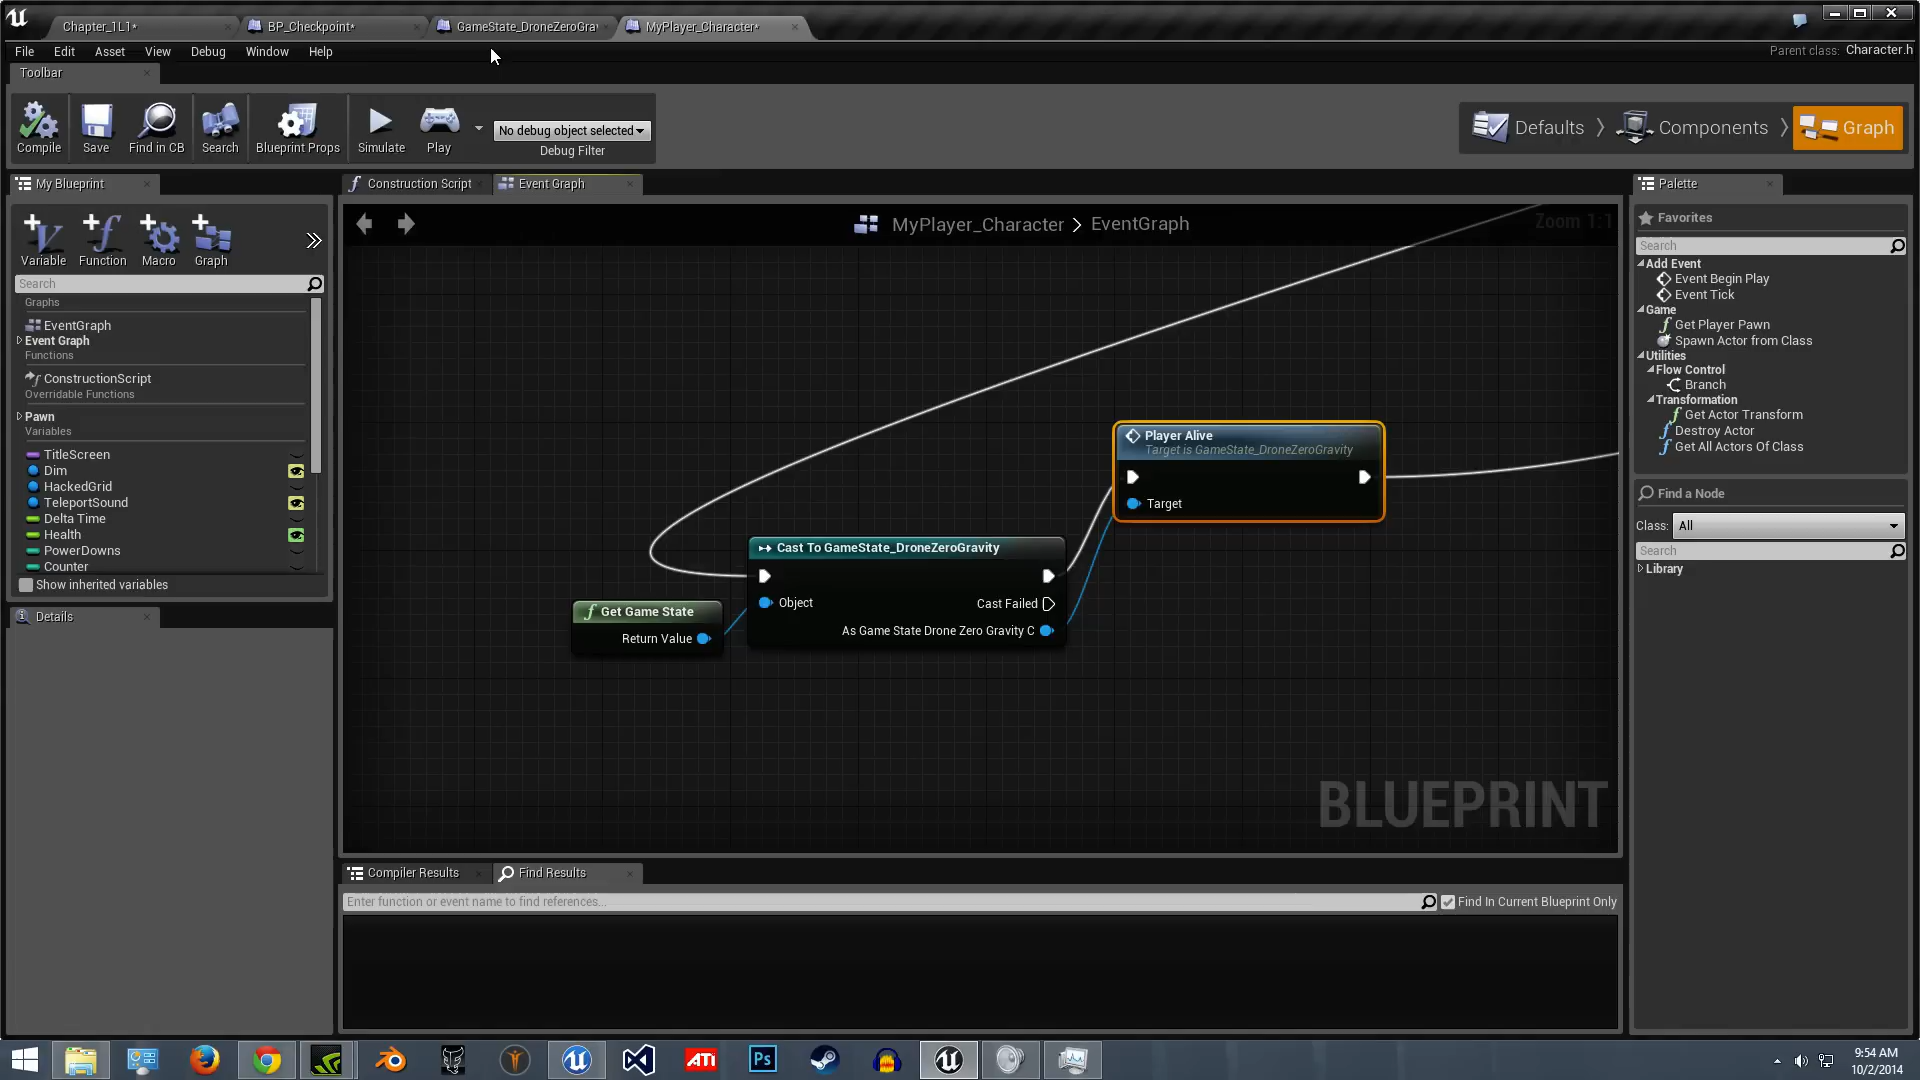 Chapter_1L1*
BP_Checkpoint*
GameState_DroneZeroGra
MyPlayer_Character*
File
Edit
Asset
View
Debug
Window
Help
Parent class:
Character.h
Toolbar
Compile
Save
Find in CB
Search
Blueprint Props
Simulate
Play
No debug object selected
Debug Filter
Defaults
Components
Graph
My Blueprint
Construction Script
Event Graph
Palette
Variable
Function
Macro
Graph
MyPlayer_Character > EventGraph
Zoom 1:1
Search
Graphs
EventGraph
Event Graph
Functions
ConstructionScript
Overridable Functions
Pawn
Variables
TitleScreen
Dim
HackedGrid
TeleportSound
Delta Time
Health
PowerDowns
Counter
Show inherited variables
Details
Player Alive
Target is GameState_DroneZeroGravity
Target
Cast To GameState_DroneZeroGravity
Object
Cast Failed
As Game State Drone Zero Gravity C
Get Game State
Return Value
BLUEPRINT
Favorites
Search
Add Event
Event Begin Play
Event Tick
Game
Get Player Pawn
Spawn Actor from Class
Utilities
Flow Control
Branch
Transformation
Get Actor Transform
Destroy Actor
Get All Actors Of Class
Find a Node
Class:
All
Search
Library
Compiler Results
Find Results
Enter function or event name to find references...
Find In Current Blueprint Only
ATI
Ps
9:54 AM
10/2/2014